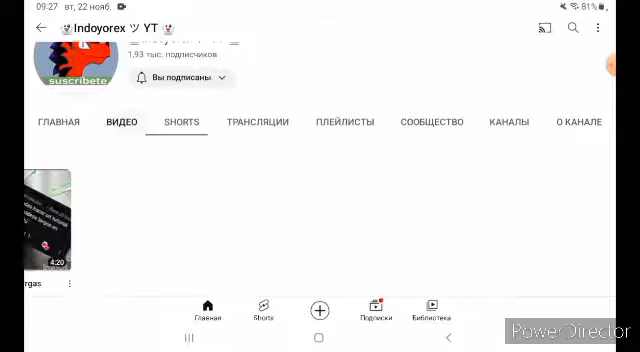 09:27 вт, 22 нояб.
81%
Indoyorex ツ YT
suscribete
1,93 тыс. подписчиков
Вы подписаны
ГЛАВНАЯ ВИДЕО SHORTS ТРАНСЛЯЦИИ ПЛЕЙЛИСТЫ СООБЩЕСТВО КАНАЛЫ О КАНАЛЕ
4:20
rgas
Главная Shorts Подписки Библиотека
PowerDirector